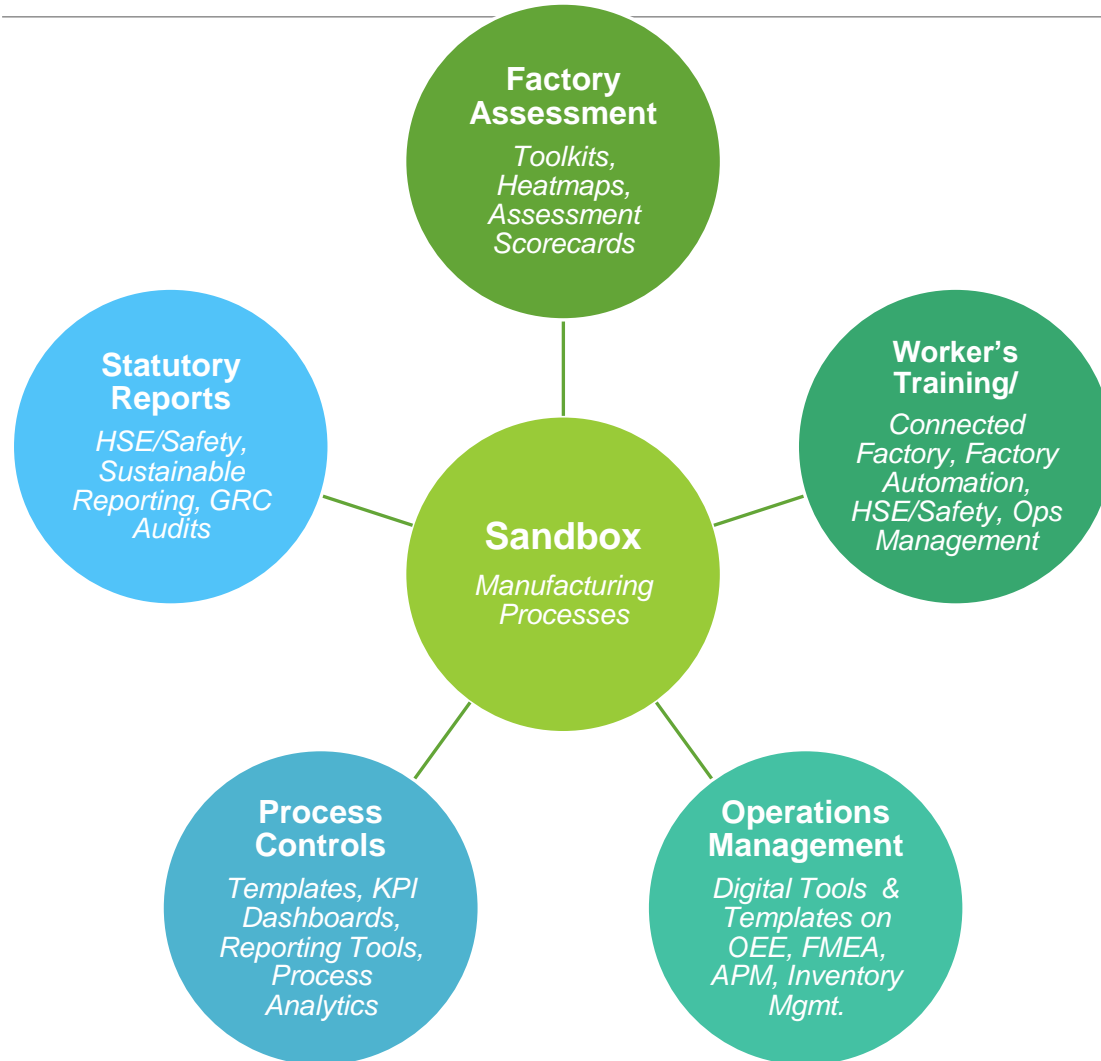 Factory
Assessment
Toolkits,
Heatmaps,
Assessment
Scorecards
Statutory
Reports
HSE/Safety,
Sustainable
Reporting, GRC
Audits
Worker’s
Training/
Connected
Factory, Factory
Automation,
HSE/Safety, Ops
Management
Sandbox
Manufacturing
Processes
Process
Controls
Templates, KPI
Dashboards,
Reporting Tools,
Process
Analytics
Operations
Management
Digital Tools  &
Templates on
OEE, FMEA,
APM, Inventory
Mgmt.